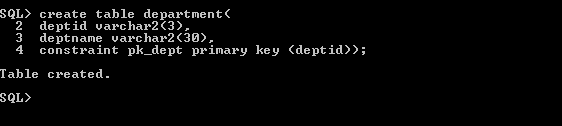 SQL> create table department(
  2  deptid varchar2(3),
  3  deptname varchar2(30),
  4  constraint pk_dept primary key (deptid));
Table created.
SQL>